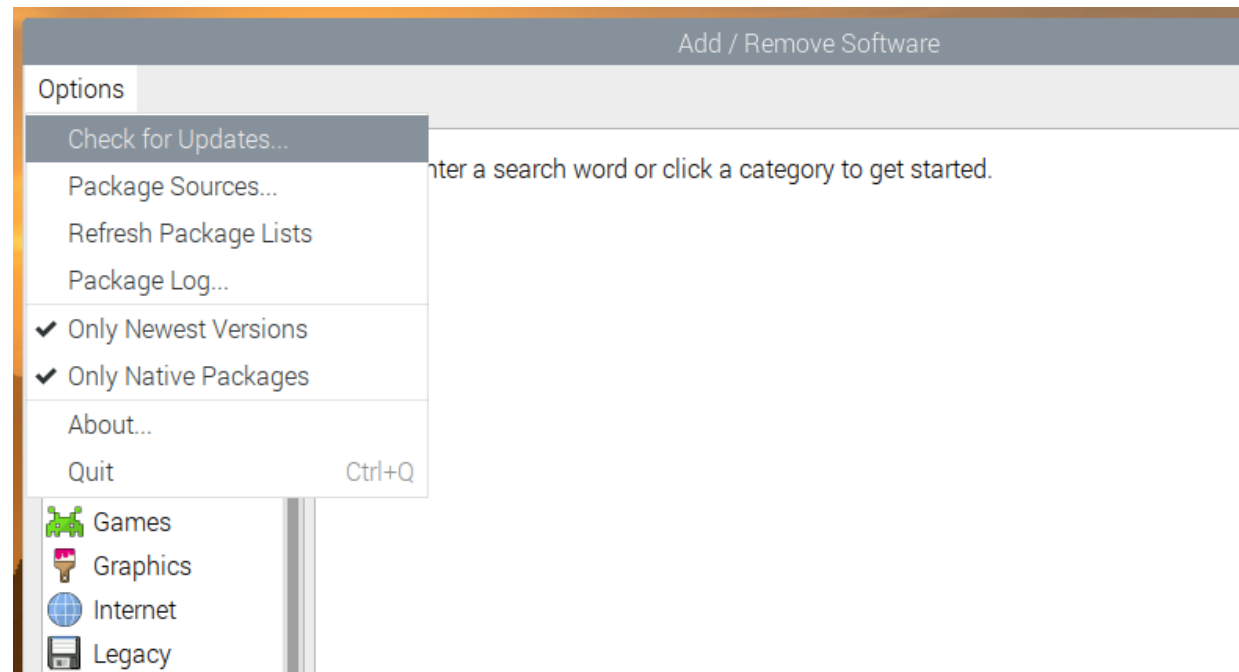 Add / Remove Software
Options
Check for Updates...
Package Sources...
Refresh Package Lists
Package Log...
Only Newest Versions
Only Native Packages
About...
Quit Ctrl+Q
nter a search word or click a category to get started.
Games
Graphics
Internet
Legacy